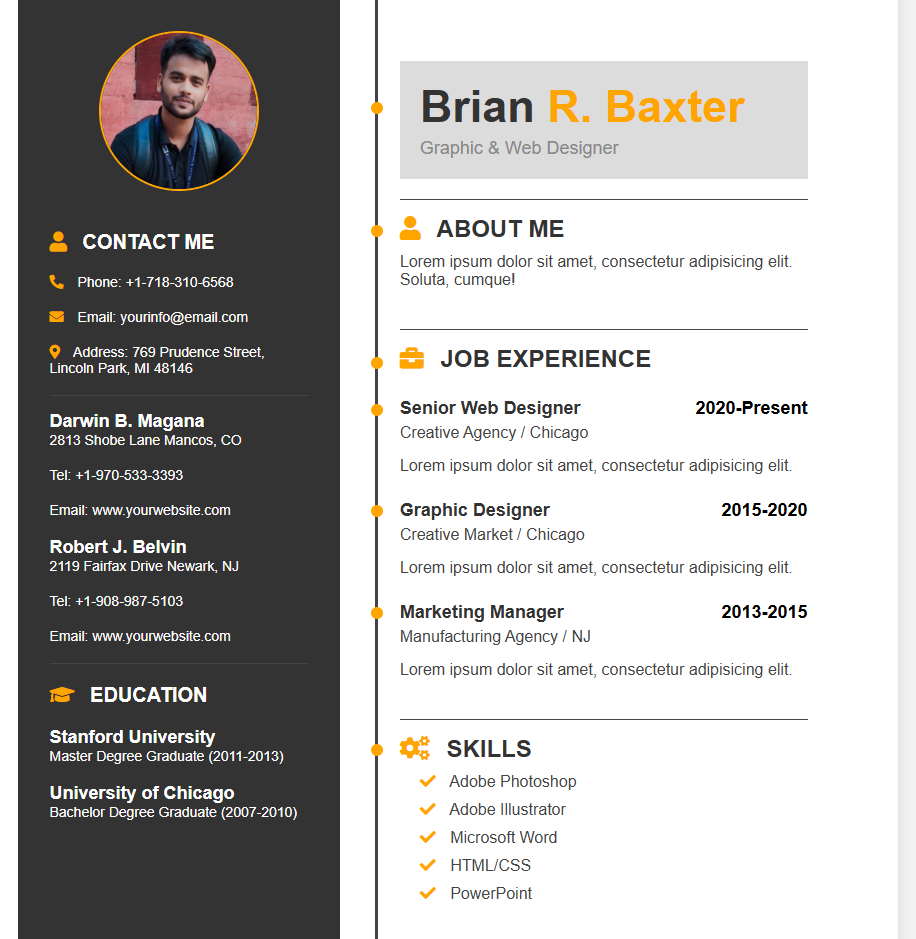 CONTACT ME
Phone: +1-718-310-6568
Email: yourinfo@email.com
Address: 769 Prudence Street,
Lincoln Park, MI 48146
Darwin B. Magana
2813 Shobe Lane Mancos, CO
Tel: +1-970-533-3393
Email: www.yourwebsite.com
Robert J. Belvin
2119 Fairfax Drive Newark, NJ
Tel: +1-908-987-5103
Email: www.yourwebsite.com
EDUCATION
Stanford University
Master Degree Graduate (2011-2013)
University of Chicago
Bachelor Degree Graduate (2007-2010)
Brian R. Baxter
Graphic & Web Designer
ABOUT ME
Lorem ipsum dolor sit amet, consectetur adipisicing elit.
Soluta, cumque!
JOB EXPERIENCE
Senior Web Designer 2020-Present
Creative Agency / Chicago
Lorem ipsum dolor sit amet, consectetur adipisicing elit.
Graphic Designer 2015-2020
Creative Market / Chicago
Lorem ipsum dolor sit amet, consectetur adipisicing elit.
Marketing Manager 2013-2015
Manufacturing Agency / NJ
Lorem ipsum dolor sit amet, consectetur adipisicing elit.
SKILLS
Adobe Photoshop
Adobe Illustrator
Microsoft Word
HTML/CSS
PowerPoint